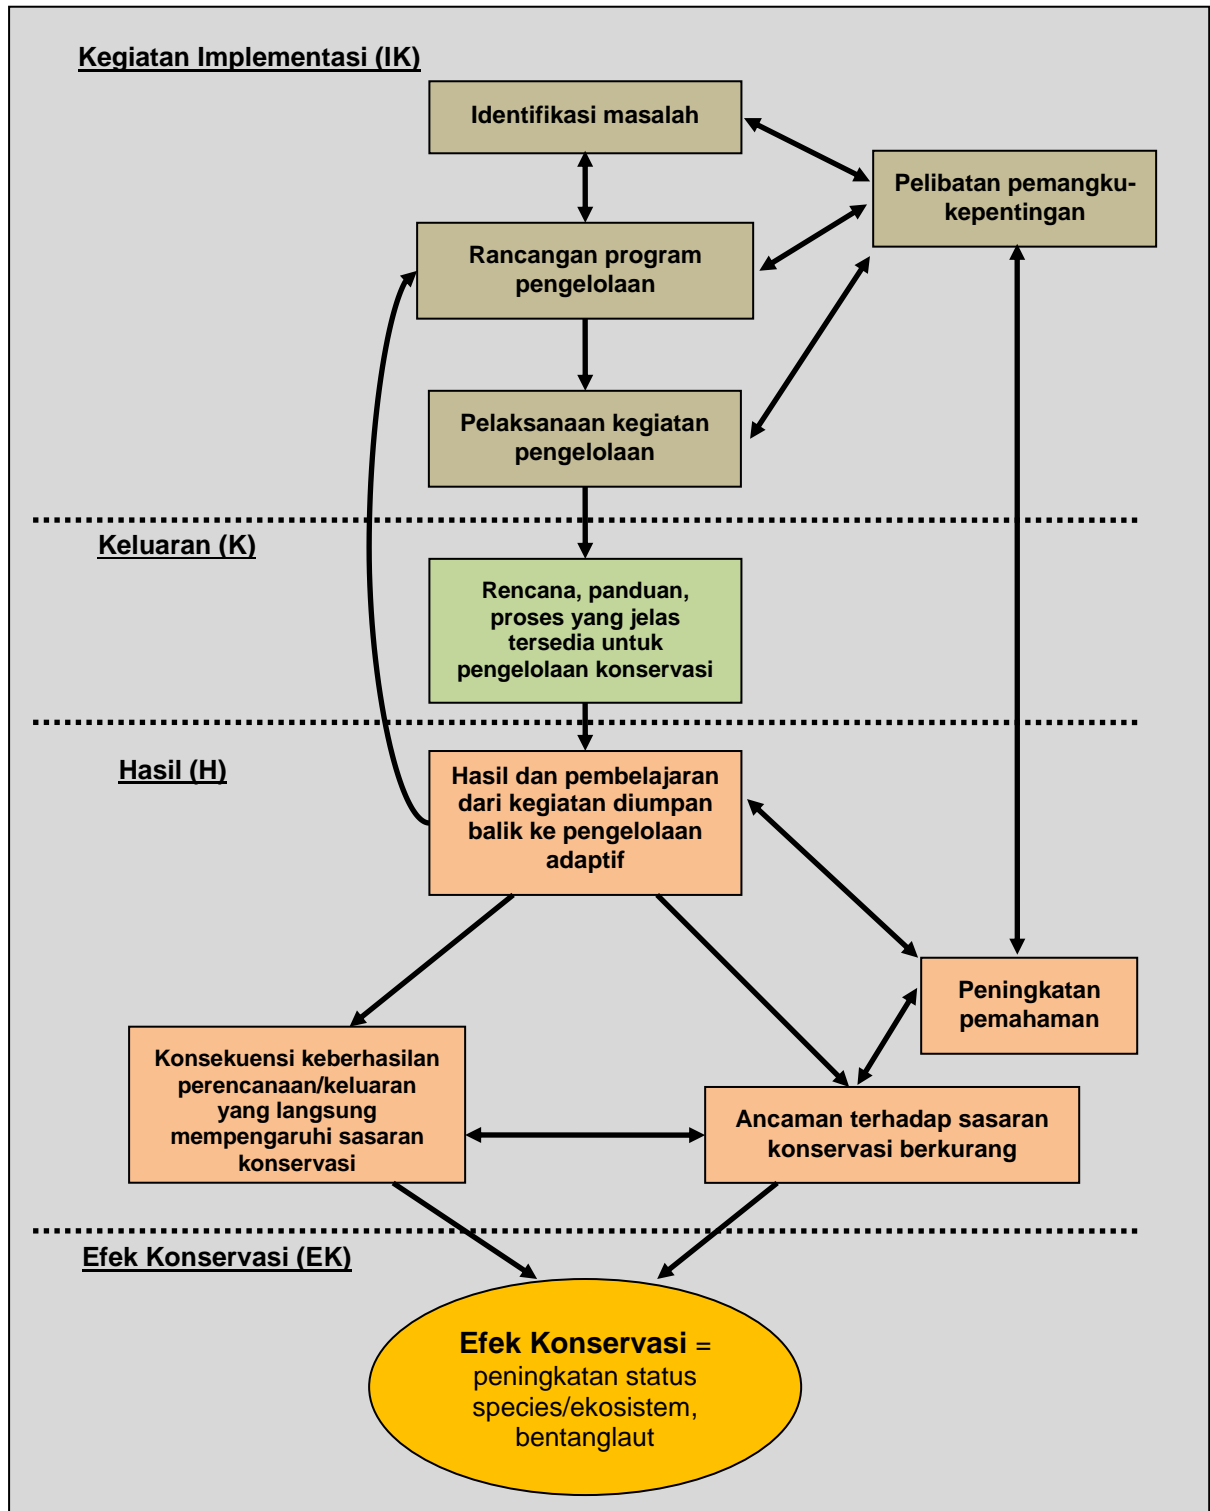 Kegiatan Implementasi (IK)
Identifikasi masalah
Pelibatan pemangku-
kepentingan
Rancangan program
pengelolaan
Pelaksanaan kegiatan
pengelolaan
Keluaran (K)
Rencana, panduan,
proses yang jelas
tersedia untuk
pengelolaan konservasi
Hasil (H)
Hasil dan pembelajaran
dari kegiatan diumpan
balik ke pengelolaan
adaptif
Peningkatan
pemahaman
Konsekuensi keberhasilan
perencanaan/keluaran
yang langsung
mempengaruhi sasaran
konservasi
Ancaman terhadap sasaran
konservasi berkurang
Efek Konservasi (EK)
Efek Konservasi =
peningkatan status
species/ekosistem,
bentanglaut